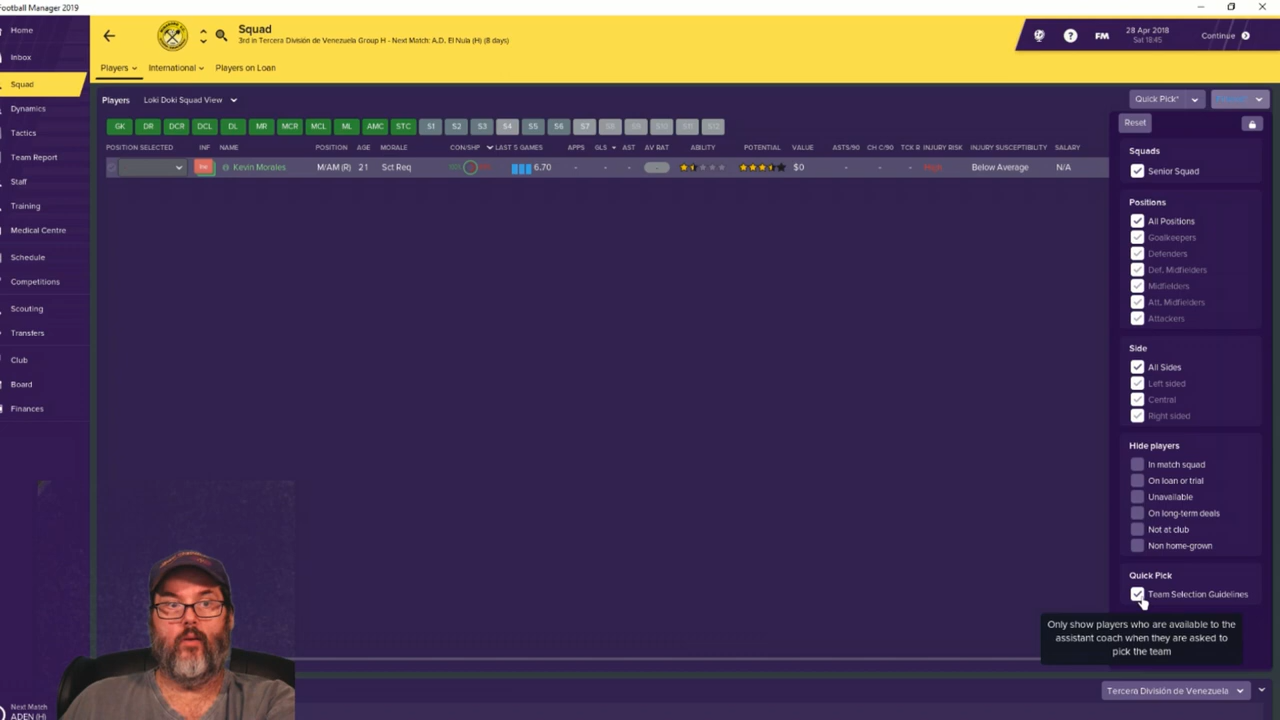 Football Manager 2019
Home
Inbox
Squad
Dynamics
Tactics
Team Report
Staff
Training
Medical Centre
Schedule
Competitions
Scouting
Transfers
Club
Board
Finances
Next Match
ADEN (H)
Squad
3rd in Tercera División de Venezuela Group H - Next Match: A.D. El Nula (H) (8 days)
28 Apr 2018
Sat 18:45
FM
Continue
Players International Players on Loan
Players Loki Doki Squad View
Quick Pick*
GK DR DCR DCL DL MR MCR MCL ML AMC STC S1 S2 S3 S4 S5 S6 S7 S8 S9 S10 S11 S12
POSITION SELECTED INF NAME POSITION AGE MORALE CON/SHP LAST 5 GAMES APPS GLS AST AV RAT ABILITY POTENTIAL VALUE ASTS/90 CH C/90 TCK R INJURY RISK INJURY SUSCEPTIBILITY SALARY
Kevin Morales M/AM (R) 21 Sct Req 6.70 - - - - $0 - - - High Below Average N/A
Reset
Squads
Senior Squad
Positions
All Positions
Goalkeepers
Defenders
Def. Midfielders
Midfielders
Att. Midfielders
Attackers
Side
All Sides
Left sided
Central
Right sided
Hide players
In match squad
On loan or trial
Unavailable
On long-term deals
Not at club
Non home-grown
Quick Pick
Team Selection Guidelines
Only show players who are available to the
assistant coach when they are asked to
pick the team
Tercera División de Venezuela